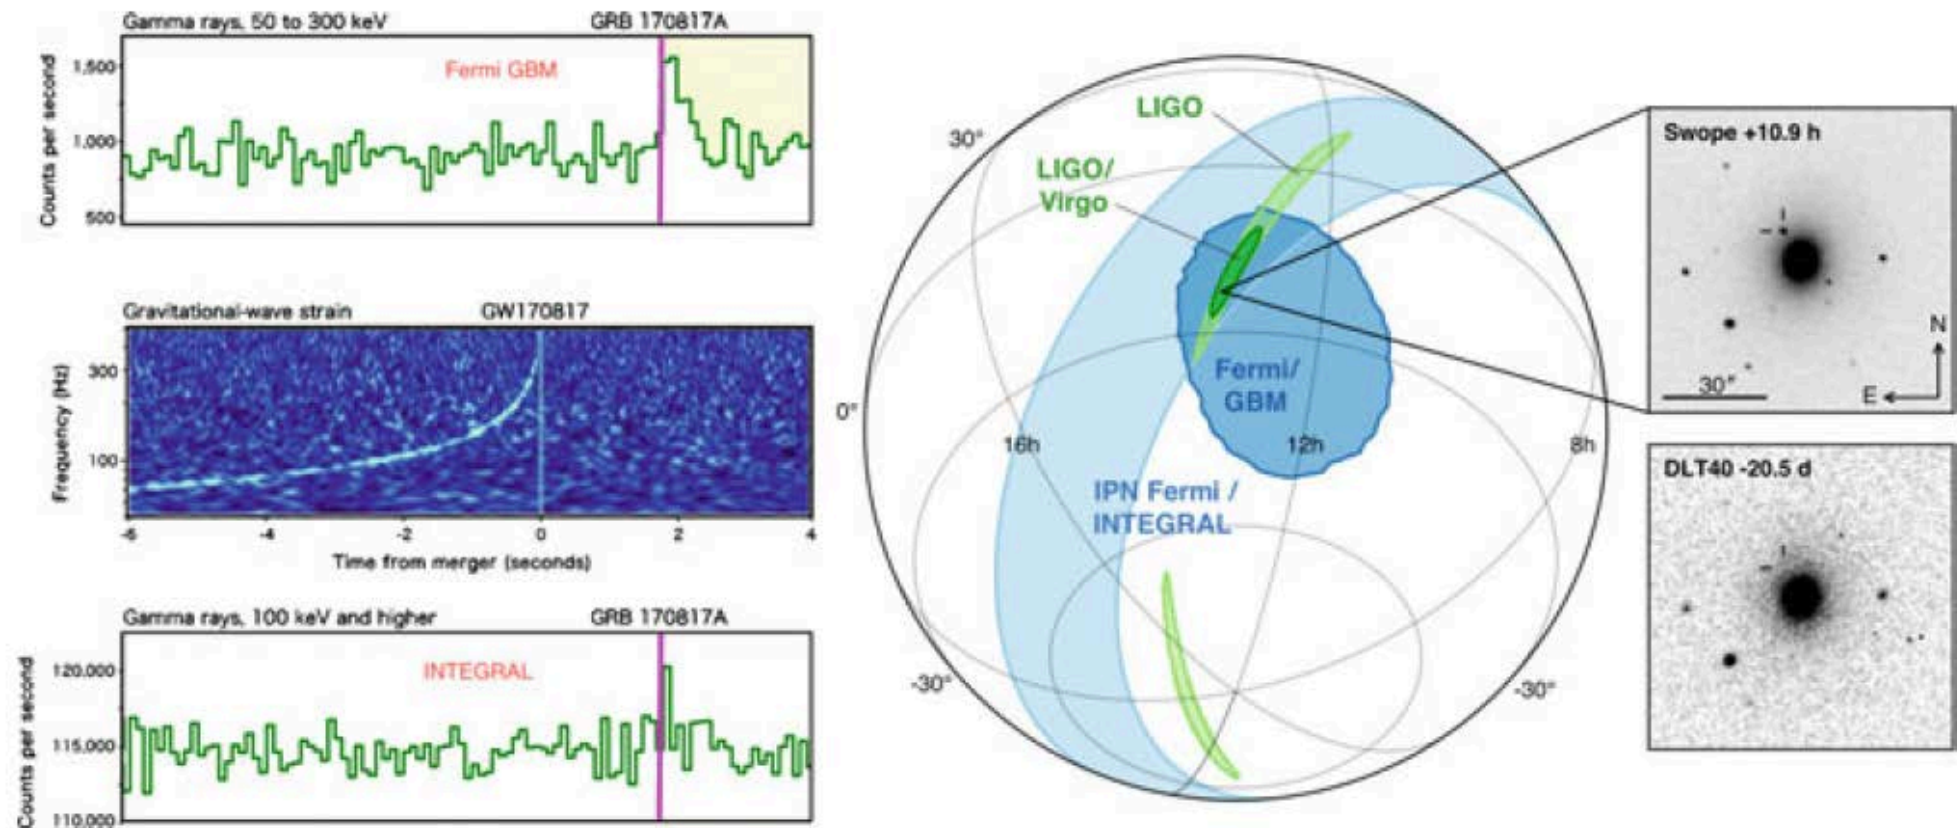 Gamma rays, 50 to 300 keV GRB 170817A
Fermi GBM
Counts per second
1,500
1,000
500
Gravitational-wave strain GW170817
Frequency (Hz)
300
100
-6 -4 -2 0 2 4
Time from merger (seconds)
Gamma rays, 100 keV and higher GRB 170817A
INTEGRAL
Counts per second
120,000
115,000
110,000
LIGO
30°
LIGO/
Virgo
Fermi/
GBM
0°
16h 12h 8h
IPN Fermi /
INTEGRAL
-30° -30°
Swope +10.9 h
N
30"
E
DLT40 -20.5 d